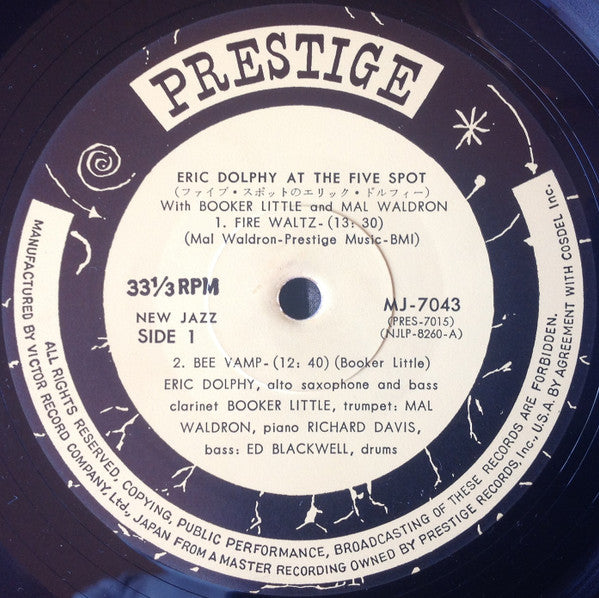 PRESTIGE
ERIC DOLPHY AT THE FIVE SPOT
(ファイブ・スポットのエリック・ドルフィー)
With BOOKER LITTLE and MAL WALDRON
1. FIRE WALTZ-(13: 30)
(Mal Waldron-Prestige Music-BMI)
33⅓ RPM
NEW JAZZ
SIDE 1
MJ-7043
(PRES-7015)
(NJLP-8260-A)
2. BEE VAMP-(12: 40) (Booker Little)
ERIC DOLPHY, alto saxophone and bass
clarinet BOOKER LITTLE, trumpet: MAL
WALDRON, piano RICHARD DAVIS,
bass: ED BLACKWELL, drums
ALL RIGHTS RESERVED, COPYING, PUBLIC PERFORMANCE, BROADCASTING OF THESE RECORDS ARE FORBIDDEN.
MANUFACTURED BY VICTOR RECORD COMPANY, Ltd., JAPAN FROM A MASTER RECORDING OWNED BY PRESTIGE RECORDS, Inc., U.S.A. BY AGREEMENT WITH COSDEL Inc.